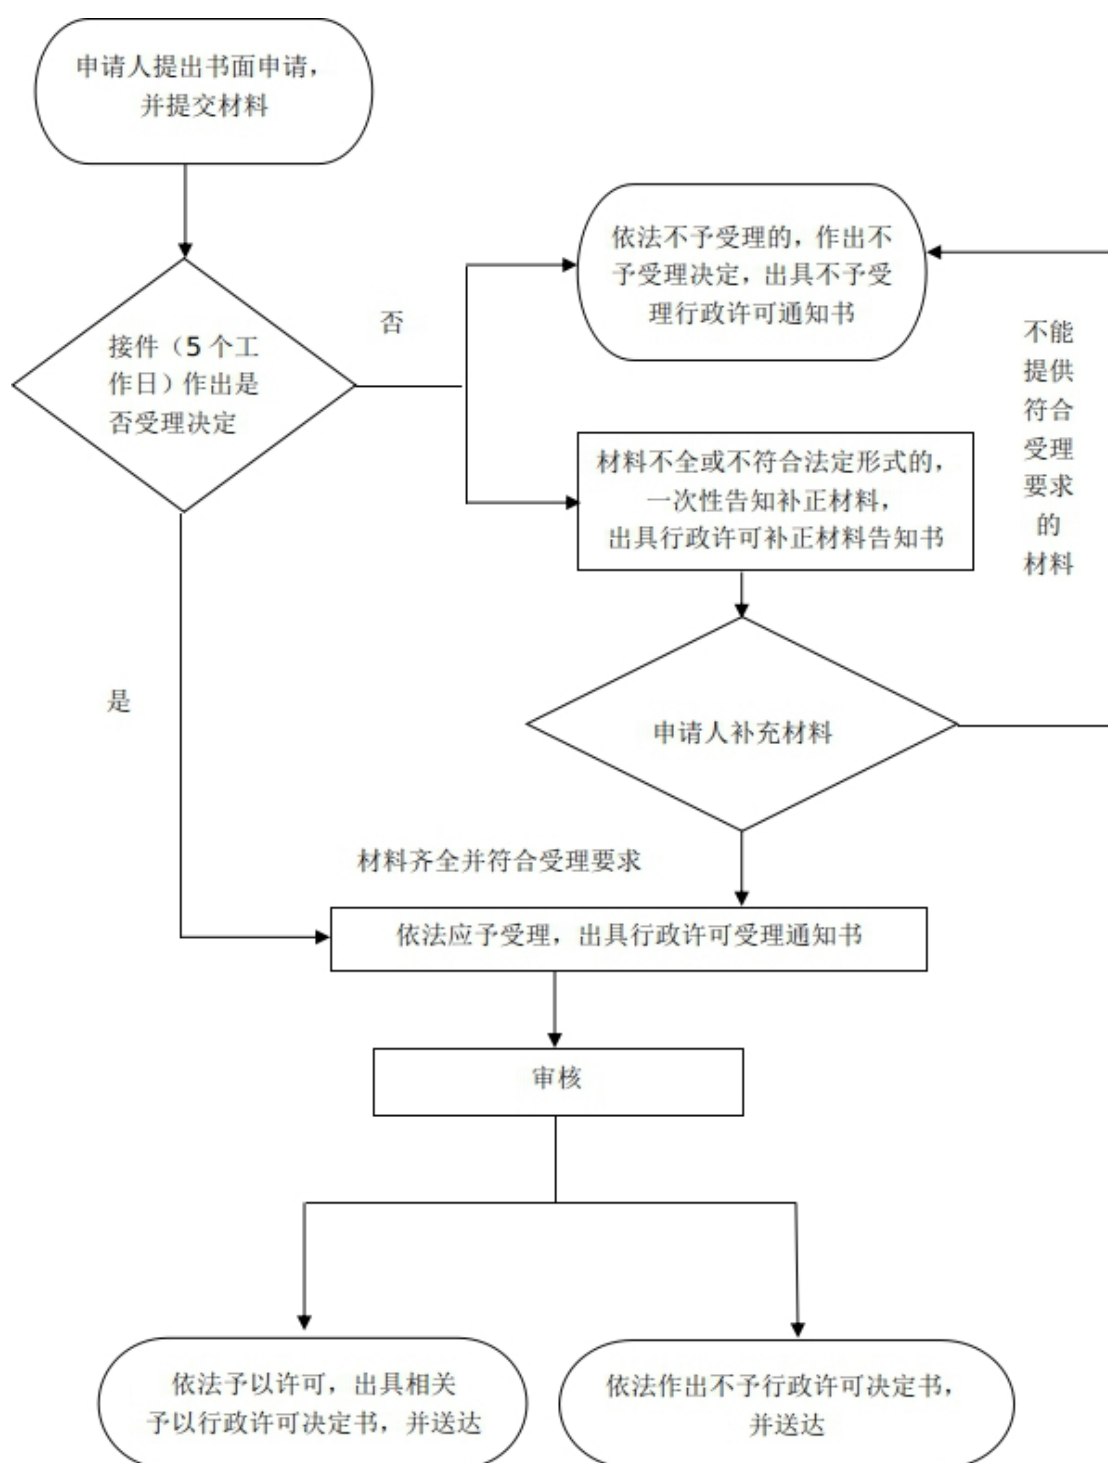 申请人提出书面申请，
并提交材料
依法不予受理的，作出不
予受理决定，出具不予受
理行政许可通知书
否
接件（5 个工
作日）作出是
否受理决定
不能
提供
符合
受理
要求
的
材料
材料不全或不符合法定形式的，
一次性告知补正材料，
出具行政许可补正材料告知书
是
申请人补充材料
材料齐全并符合受理要求
依法应予受理，出具行政许可受理通知书
审核
依法予以许可，出具相关
予以行政许可决定书，并送达
依法作出不予行政许可决定书，
并送达